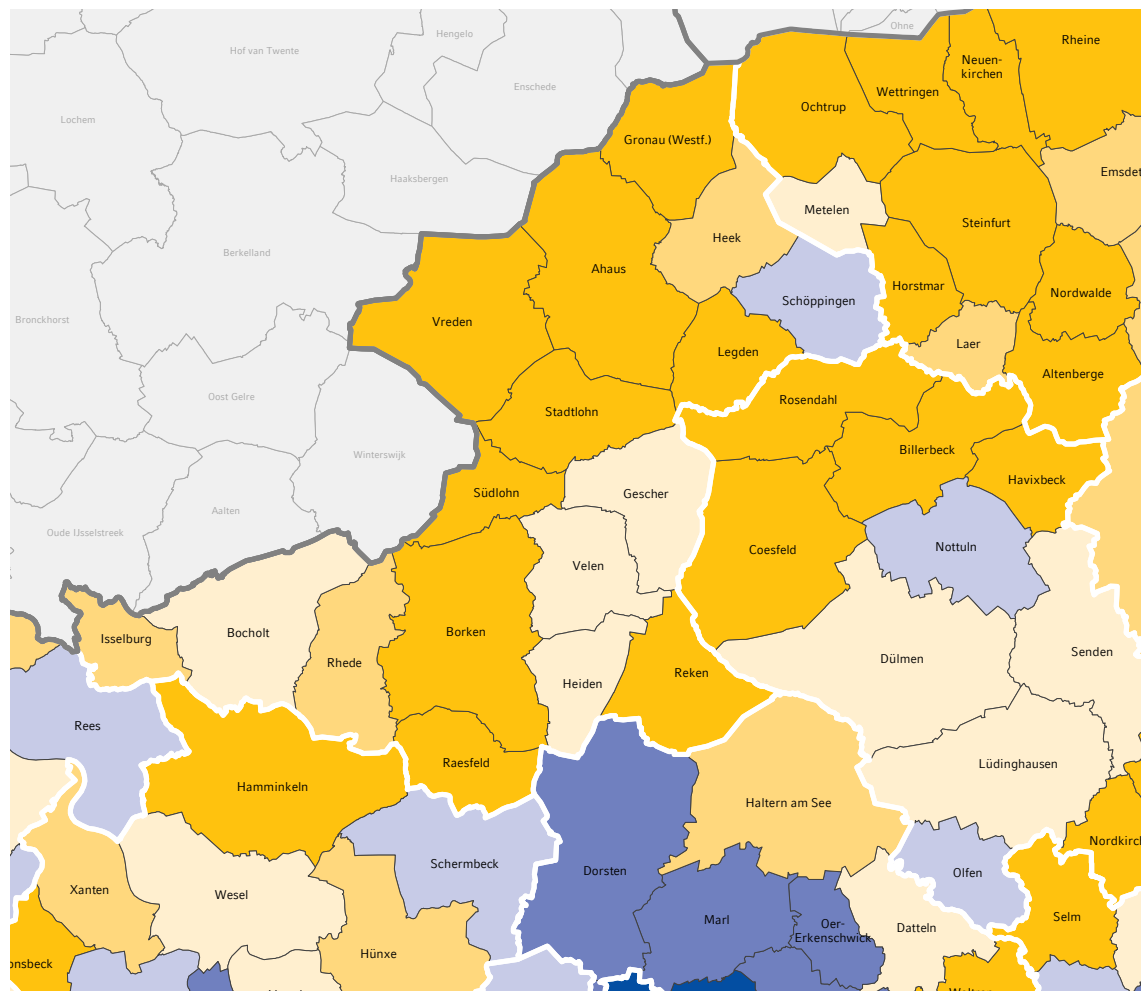 Ohne
Hengelo
Hof van Twente
Rheine
Neuen-
kirchen
Enschede
Wettringen
Ochtrup
Lochem
Gronau (Westf.)
Haaksbergen
Emsdet
Metelen
Steinfurt
Heek
Berkelland
Ahaus
Horstmar
Nordwalde
Schöppingen
Bronckhorst
Vreden
Laer
Legden
Altenberge
Oost Gelre
Rosendahl
Stadtlohn
Billerbeck
Winterswijk
Havixbeck
Südlohn
Gescher
Aalten
Oude IJsselstreek
Nottuln
Coesfeld
Velen
Isselburg
Bocholt
Borken
Rhede
Dülmen
Senden
Reken
Heiden
Rees
Raesfeld
Lüdinghausen
Hamminkeln
Haltern am See
Nordkirch
Schermbeck
Dorsten
Olfen
Xanten
Wesel
Marl
Oer-
Erkenschwick
Datteln
Selm
Hünxe
onsbeck